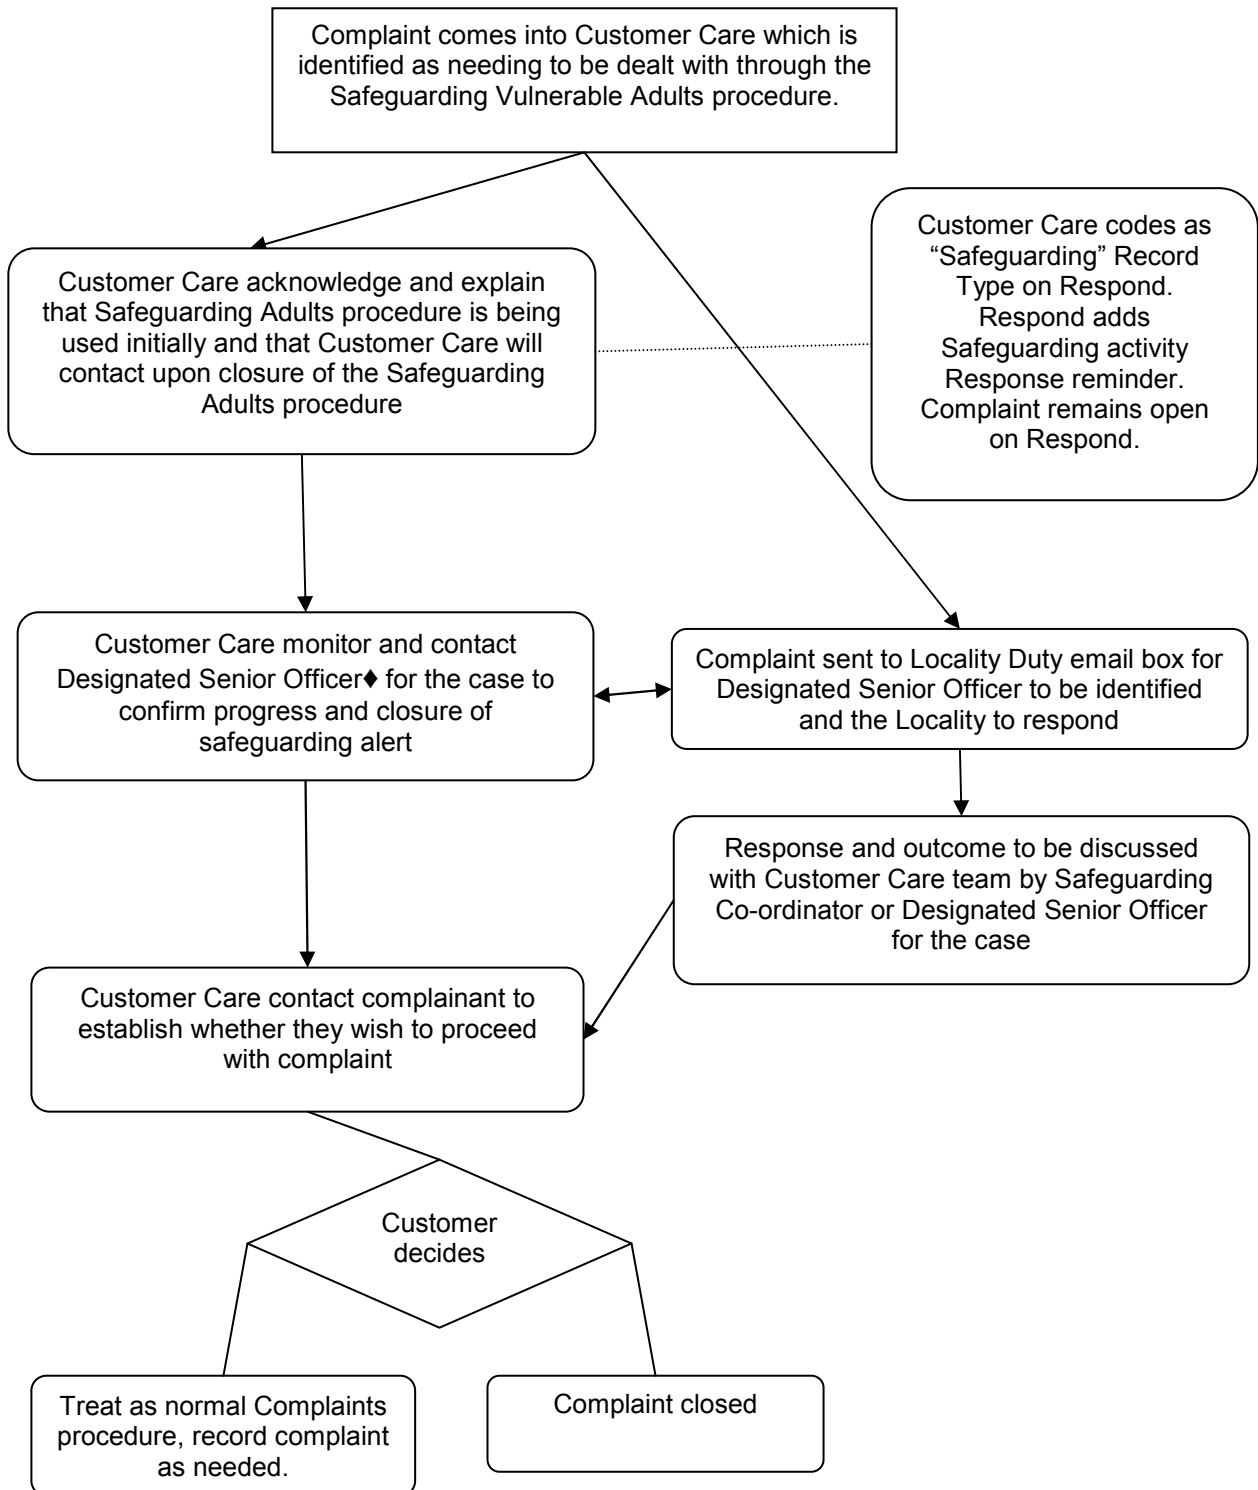 Complaint comes into Customer Care which is
identified as needing to be dealt with through the
Safeguarding Vulnerable Adults procedure.
Customer Care acknowledge and explain
that Safeguarding Adults procedure is being
used initially and that Customer Care will
contact upon closure of the Safeguarding
Adults procedure
Customer Care codes as
“Safeguarding” Record
Type on Respond.
Respond adds
Safeguarding activity
Response reminder.
Complaint remains open
on Respond.
Customer Care monitor and contact
Designated Senior Officer♦ for the case to
confirm progress and closure of
safeguarding alert
Complaint sent to Locality Duty email box for
Designated Senior Officer to be identified
and the Locality to respond
Response and outcome to be discussed
with Customer Care team by Safeguarding
Co-ordinator or Designated Senior Officer
for the case
Customer Care contact complainant to
establish whether they wish to proceed
with complaint
Customer
decides
Treat as normal Complaints
procedure, record complaint
as needed.
Complaint closed